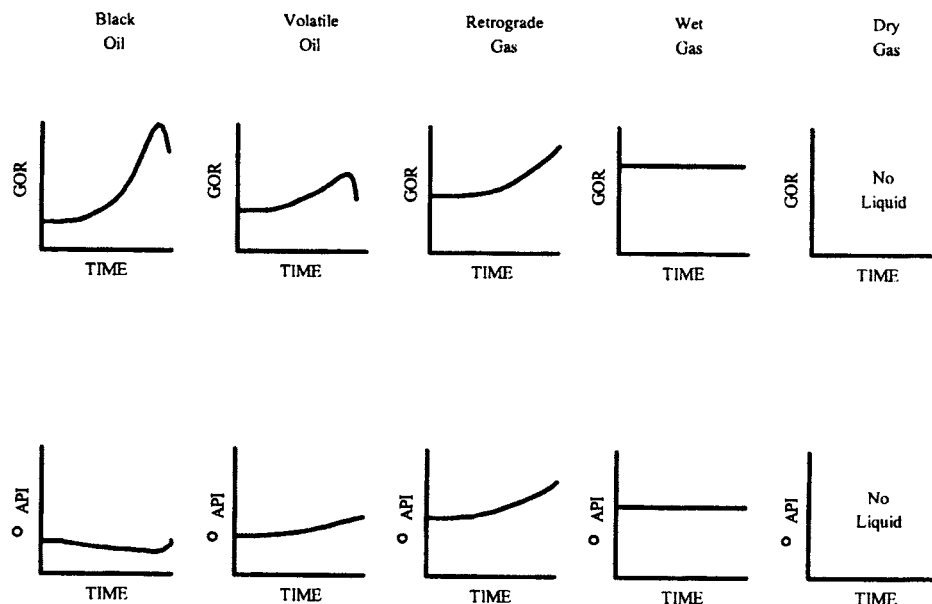 Black
Oil
Volatile
Oil
Retrograde
Gas
Wet
Gas
Dry
Gas
GOR
TIME
GOR
TIME
GOR
TIME
GOR
TIME
GOR
No
Liquid
TIME
° API
TIME
° API
TIME
° API
TIME
° API
TIME
° API
No
Liquid
TIME